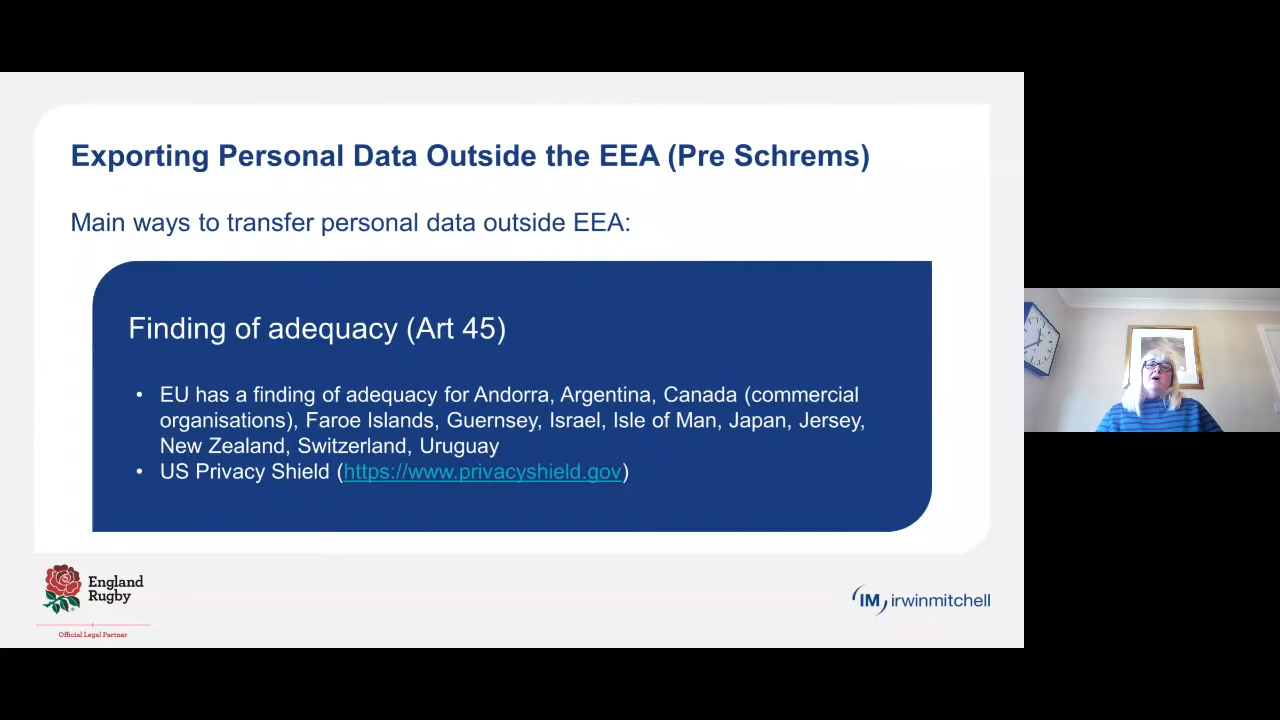 Exporting Personal Data Outside the EEA (Pre Schrems)
Main ways to transfer personal data outside EEA:
Finding of adequacy (Art 45)
• EU has a finding of adequacy for Andorra, Argentina, Canada (commercial
organisations), Faroe Islands, Guernsey, Israel, Isle of Man, Japan, Jersey,
New Zealand, Switzerland, Uruguay
• US Privacy Shield (https://www.privacyshield.gov)
England
Rugby
Official Legal Partner
IM irwinmitchell